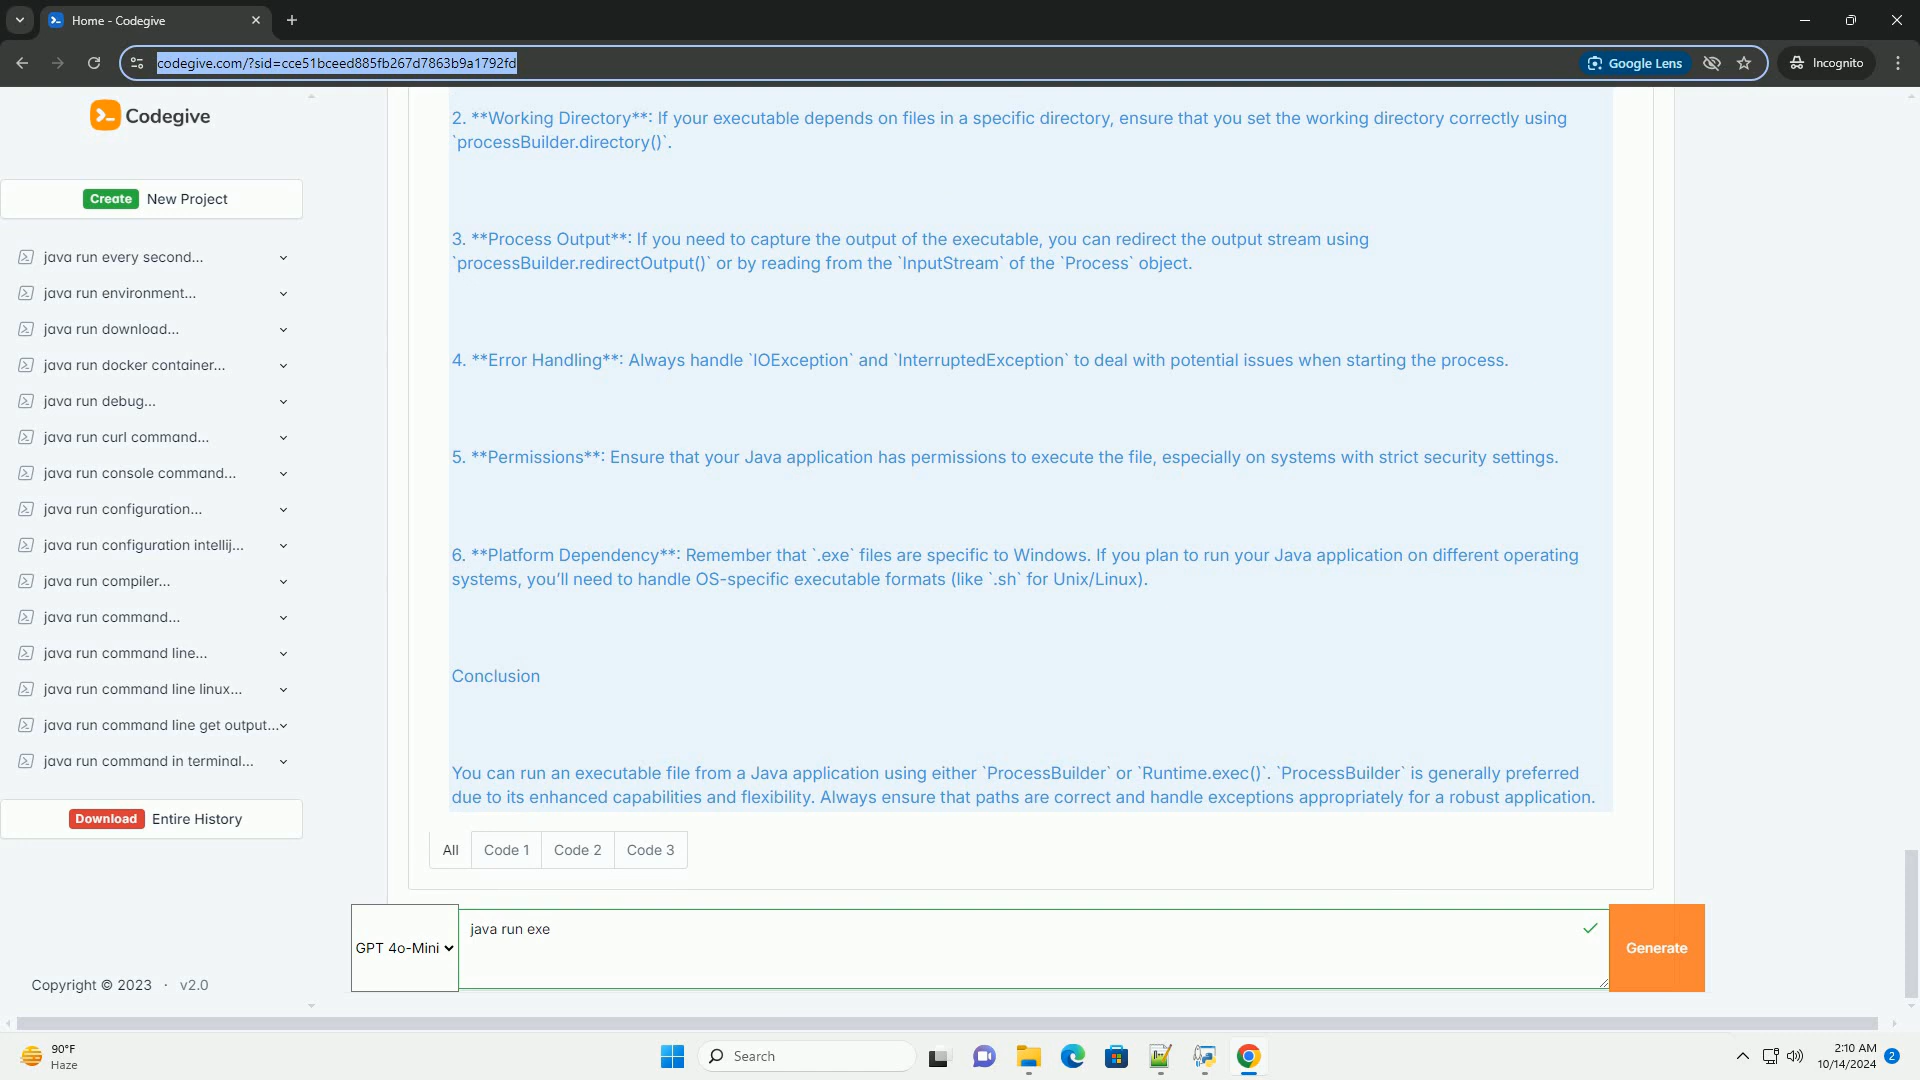 Home - Codegive
codegive.com/?sid=cce51bceed885fb267d7863b9a1792fd
Google Lens
Incognito
Codegive
Create New Project
java run every second...
java run environment...
java run download...
java run docker container...
java run debug...
java run curl command...
java run console command...
java run configuration...
java run configuration intellij...
java run compiler...
java run command...
java run command line...
java run command line linux...
java run command line get output...
java run command in terminal...
Download Entire History
Copyright © 2023 · v2.0
2. **Working Directory**: If your executable depends on files in a specific directory, ensure that you set the working directory correctly using
`processBuilder.directory()`.
3. **Process Output**: If you need to capture the output of the executable, you can redirect the output stream using
`processBuilder.redirectOutput()` or by reading from the `InputStream` of the `Process` object.
4. **Error Handling**: Always handle `IOException` and `InterruptedException` to deal with potential issues when starting the process.
5. **Permissions**: Ensure that your Java application has permissions to execute the file, especially on systems with strict security settings.
6. **Platform Dependency**: Remember that `.exe` files are specific to Windows. If you plan to run your Java application on different operating
systems, you’ll need to handle OS-specific executable formats (like `.sh` for Unix/Linux).
Conclusion
You can run an executable file from a Java application using either `ProcessBuilder` or `Runtime.exec()`. `ProcessBuilder` is generally preferred
due to its enhanced capabilities and flexibility. Always ensure that paths are correct and handle exceptions appropriately for a robust application.
All Code 1 Code 2 Code 3
GPT 4o-Mini
java run exe
Generate
90°F
Haze
Search
2:10 AM
10/14/2024
2